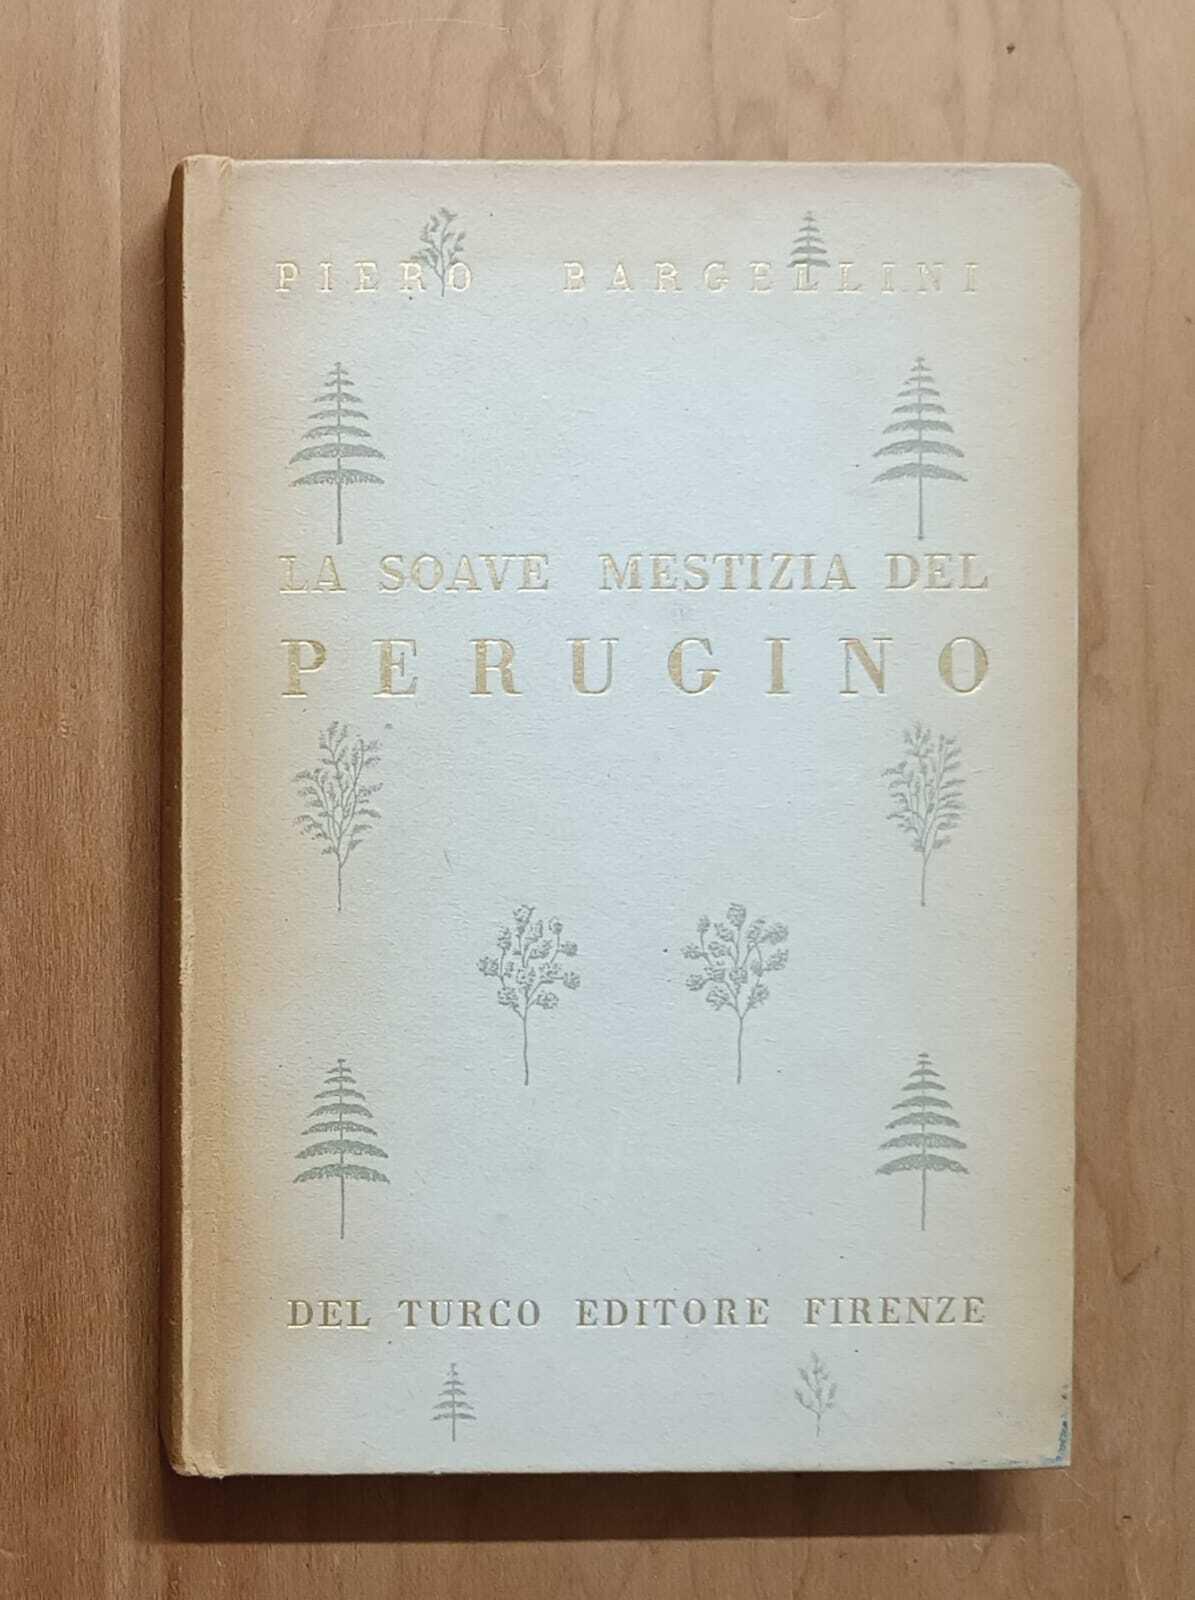 PIERO BARGELLINI
LA SOAVE MESTIZIA DEL
PERUGINO
DEL TURCO EDITORE FIRENZE